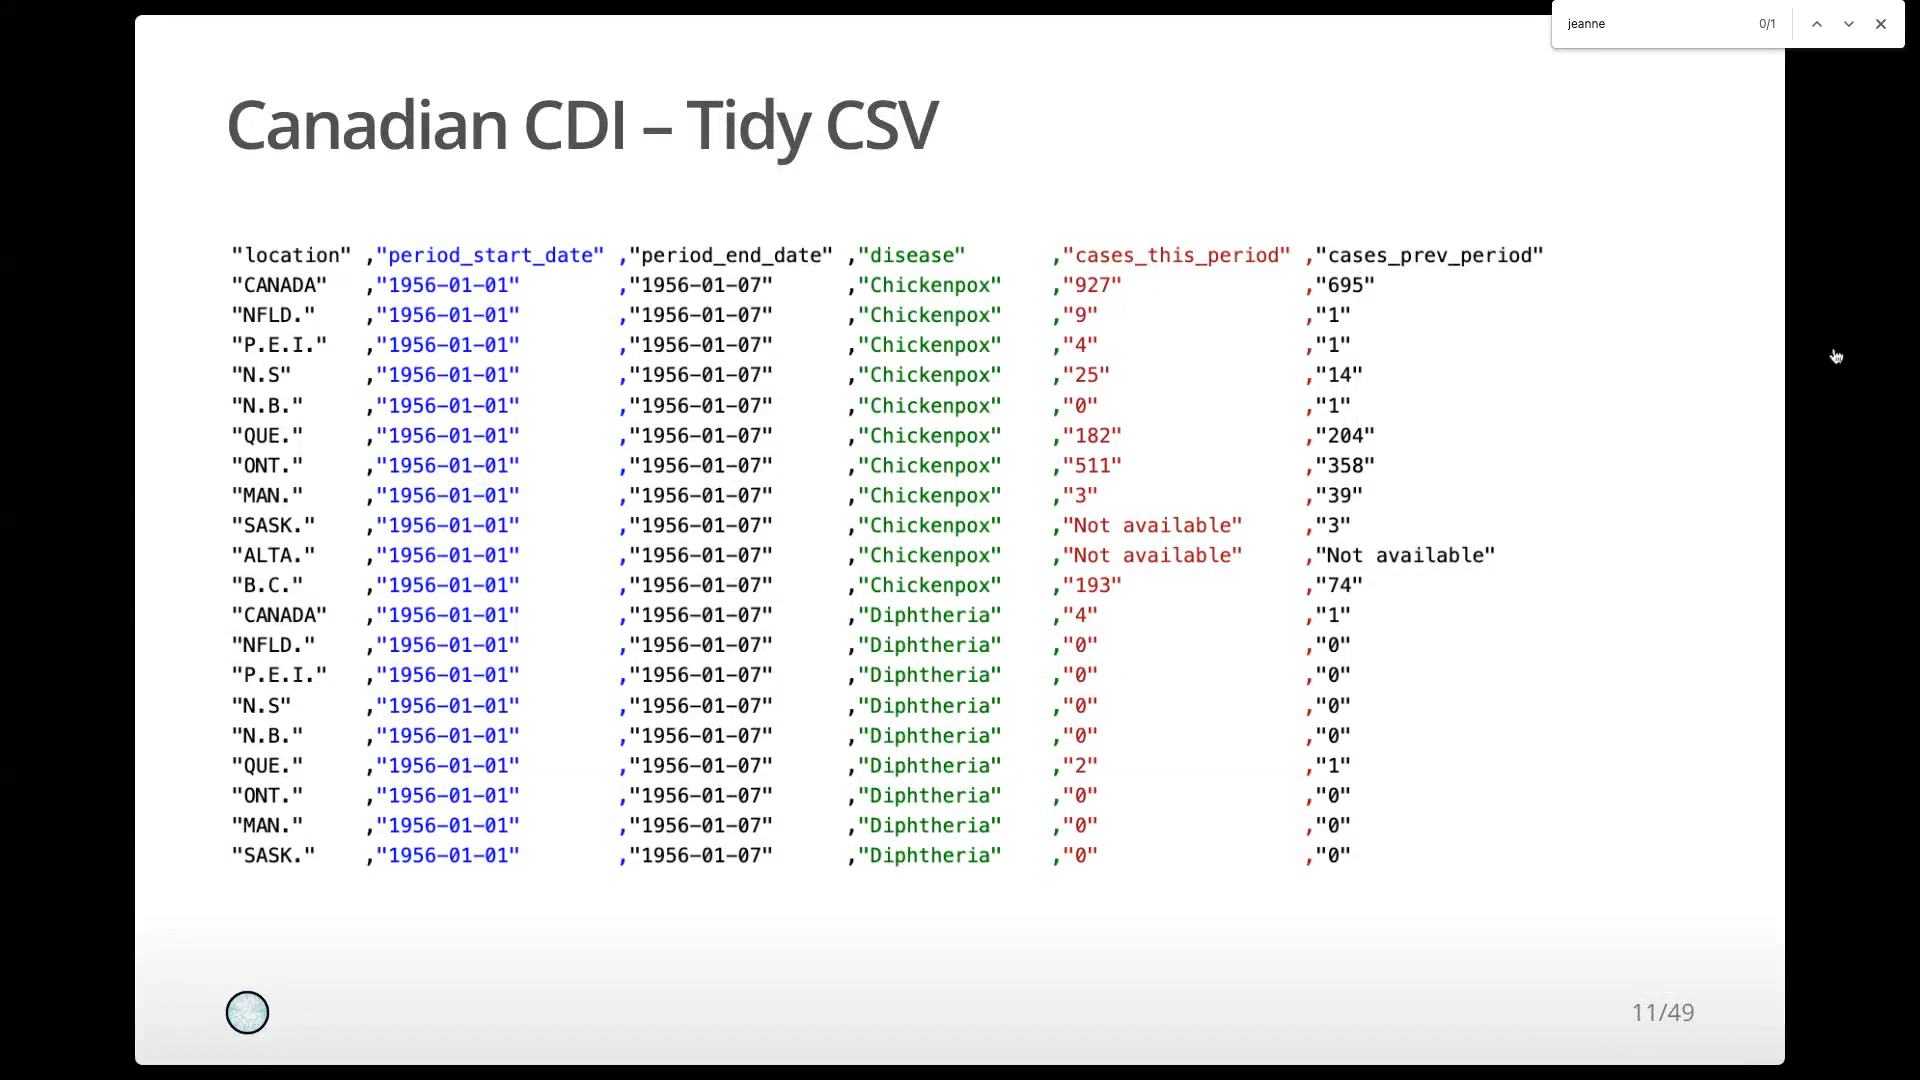 jeanne 0/1
Canadian CDI – Tidy CSV
"location" ,"period_start_date" ,"period_end_date" ,"disease" ,"cases_this_period" ,"cases_prev_period"
"CANADA" ,"1956-01-01" ,"1956-01-07" ,"Chickenpox" ,"927" ,"695"
"NFLD." ,"1956-01-01" ,"1956-01-07" ,"Chickenpox" ,"9" ,"1"
"P.E.I." ,"1956-01-01" ,"1956-01-07" ,"Chickenpox" ,"4" ,"1"
"N.S" ,"1956-01-01" ,"1956-01-07" ,"Chickenpox" ,"25" ,"14"
"N.B." ,"1956-01-01" ,"1956-01-07" ,"Chickenpox" ,"0" ,"1"
"QUE." ,"1956-01-01" ,"1956-01-07" ,"Chickenpox" ,"182" ,"204"
"ONT." ,"1956-01-01" ,"1956-01-07" ,"Chickenpox" ,"511" ,"358"
"MAN." ,"1956-01-01" ,"1956-01-07" ,"Chickenpox" ,"3" ,"39"
"SASK." ,"1956-01-01" ,"1956-01-07" ,"Chickenpox" ,"Not available" ,"3"
"ALTA." ,"1956-01-01" ,"1956-01-07" ,"Chickenpox" ,"Not available" ,"Not available"
"B.C." ,"1956-01-01" ,"1956-01-07" ,"Chickenpox" ,"193" ,"74"
"CANADA" ,"1956-01-01" ,"1956-01-07" ,"Diphtheria" ,"4" ,"1"
"NFLD." ,"1956-01-01" ,"1956-01-07" ,"Diphtheria" ,"0" ,"0"
"P.E.I." ,"1956-01-01" ,"1956-01-07" ,"Diphtheria" ,"0" ,"0"
"N.S" ,"1956-01-01" ,"1956-01-07" ,"Diphtheria" ,"0" ,"0"
"N.B." ,"1956-01-01" ,"1956-01-07" ,"Diphtheria" ,"0" ,"0"
"QUE." ,"1956-01-01" ,"1956-01-07" ,"Diphtheria" ,"2" ,"1"
"ONT." ,"1956-01-01" ,"1956-01-07" ,"Diphtheria" ,"0" ,"0"
"MAN." ,"1956-01-01" ,"1956-01-07" ,"Diphtheria" ,"0" ,"0"
"SASK." ,"1956-01-01" ,"1956-01-07" ,"Diphtheria" ,"0" ,"0"
11/49